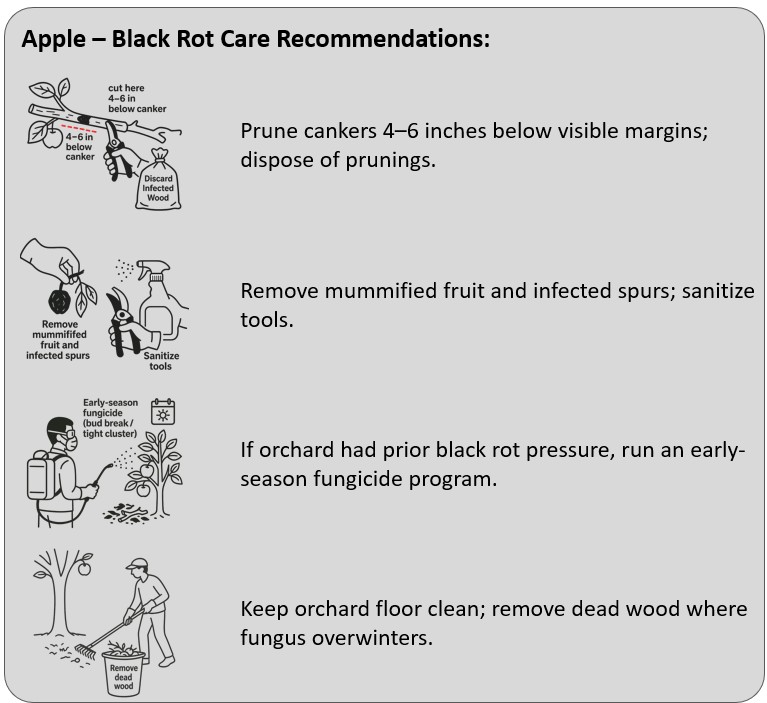 Apple – Black Rot Care Recommendations:
cut here
4–6 in
below canker
4–6 in
below
canker
Discard
Infected
Wood
Prune cankers 4–6 inches below visible margins;
dispose of prunings.
Remove
mummififed
fruit and
infected spurs
Sanitize
tools
Remove mummified fruit and infected spurs; sanitize
tools.
Early-season
fungicide
(bud break /
tight cluster)
If orchard had prior black rot pressure, run an early-
season fungicide program.
Remove
dead
wood
Keep orchard floor clean; remove dead wood where
fungus overwinters.